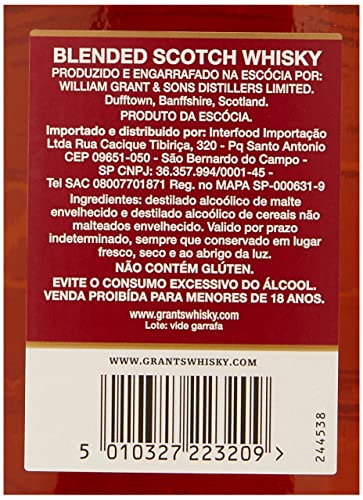 BLENDED SCOTCH WHISKY
PRODUZIDO E ENGARRAFADO NA ESCÓCIA POR:
WILLIAM GRANT & SONS DISTILLERS LIMITED.
Dufftown, Banffshire, Scotland.
PRODUTO DA ESCÓCIA.
Importado e distribuido por: Interfood Importação
Ltda Rua Cacique Tibiriça, 320 - Pq Santo Antonio
CEP 09651-050 - São Bernardo do Campo -
SP CNPJ: 36.357.994/0001-45 -
Tel SAC 08007701871 Reg. no MAPA SP-000631-9
Ingredientes: destilado alcoólico de malte
envelhecido e destilado alcoólico de cereais não
malteados envelhecido. Valido por prazo
indeterminado, sempre que conservado em lugar
fresco, seco e ao abrigo da luz.
NÃO CONTÉM GLÚTEN.
EVITE O CONSUMO EXCESSIVO DO ÁLCOOL.
VENDA PROIBÍDA PARA MENORES DE 18 ANOS.
www.grantswhisky.com
Lote: vide garrafa
WWW.GRANTSWHISKY.COM
5 010327 223209 >
244538